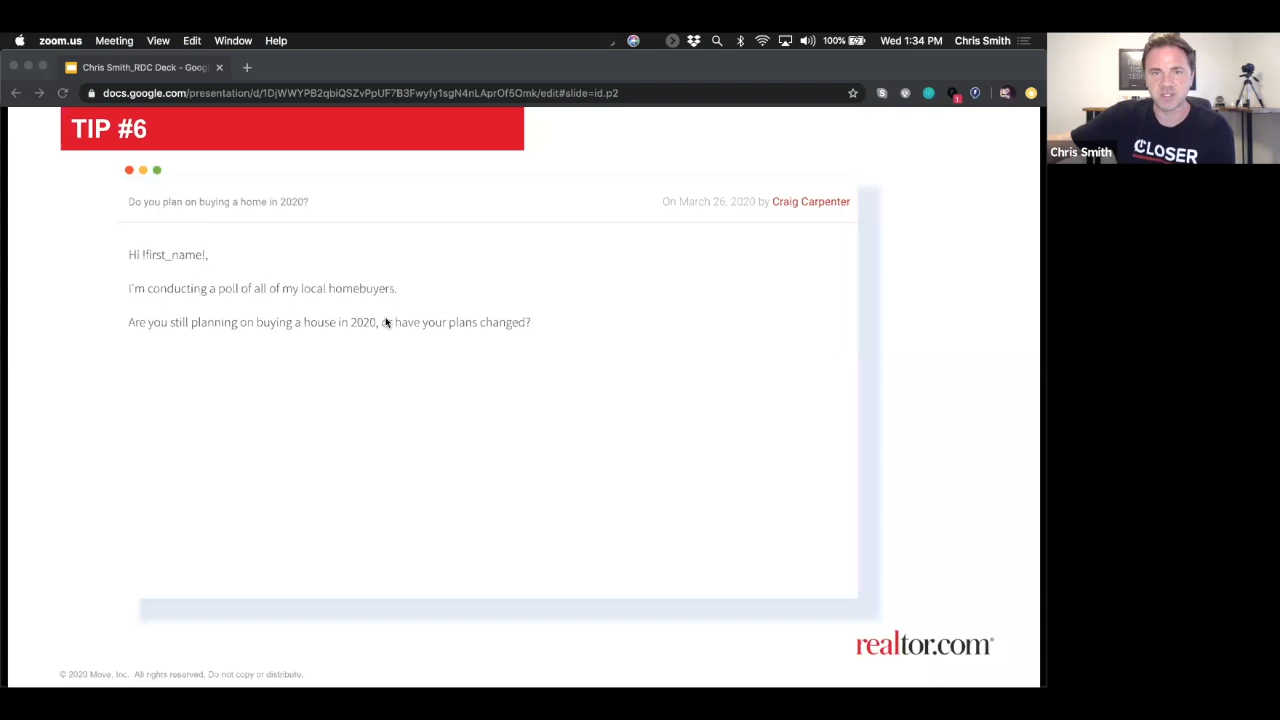 zoom.us Meeting View Edit Window Help 100% Wed 1:34 PM Chris Smith
Chris Smith_RDC Deck - Goog
docs.google.com/presentation/d/1DjWWYPB2qbiQSZvPpUF7B3Fwyfy1sgN4nLAprOf5Omk/edit#slide=id.p2
1
TIP #6
Do you plan on buying a home in 2020? On March 26, 2020 by Craig Carpenter
Hi !first_name!,
I'm conducting a poll of all of my local homebuyers.
Are you still planning on buying a house in 2020, or have your plans changed?
realtor.com®
© 2020 Move, Inc. All rights reserved. Do not copy or distribute.
CLOSER
Chris Smith